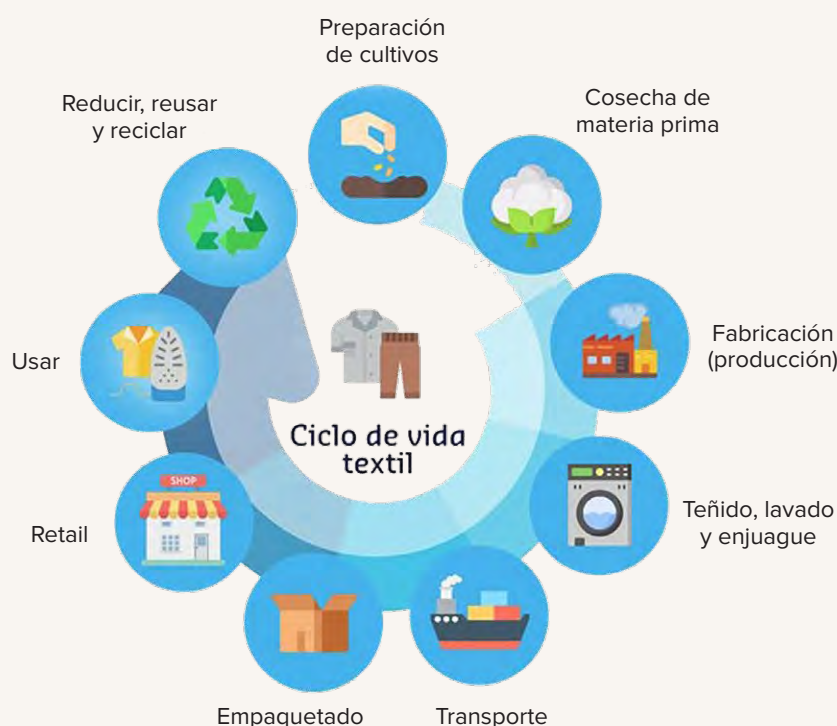 Preparación
de cultivos
Cosecha de
materia prima
Fabricación
(producción)
Teñido, lavado
y enjuague
Transporte
Empaquetado
Retail
SHOP
Usar
Reducir, reusar
y reciclar
Ciclo de vida
textil